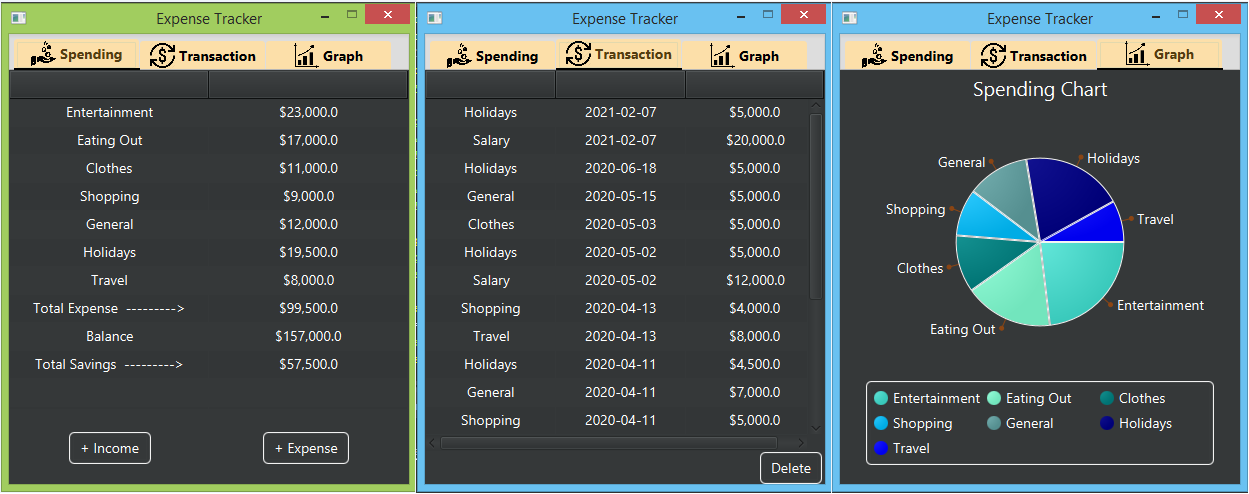 Expense Tracker
Spending Transaction Graph
Entertainment $23,000.0
Eating Out $17,000.0
Clothes $11,000.0
Shopping $9,000.0
General $12,000.0
Holidays $19,500.0
Travel $8,000.0
Total Expense ---------> $99,500.0
Balance $157,000.0
Total Savings ---------> $57,500.0
+ Income + Expense
Expense Tracker
Spending Transaction Graph
Holidays 2021-02-07 $5,000.0
Salary 2021-02-07 $20,000.0
Holidays 2020-06-18 $5,000.0
General 2020-05-15 $5,000.0
Clothes 2020-05-03 $5,000.0
Holidays 2020-05-02 $5,000.0
Salary 2020-05-02 $12,000.0
Shopping 2020-04-13 $4,000.0
Travel 2020-04-13 $8,000.0
Holidays 2020-04-11 $4,500.0
General 2020-04-11 $7,000.0
Shopping 2020-04-11 $5,000.0
Delete
Expense Tracker
Spending Transaction Graph
Spending Chart
General Holidays
Shopping Travel
Clothes
Entertainment
Eating Out
Entertainment Eating Out Clothes
Shopping General Holidays
Travel